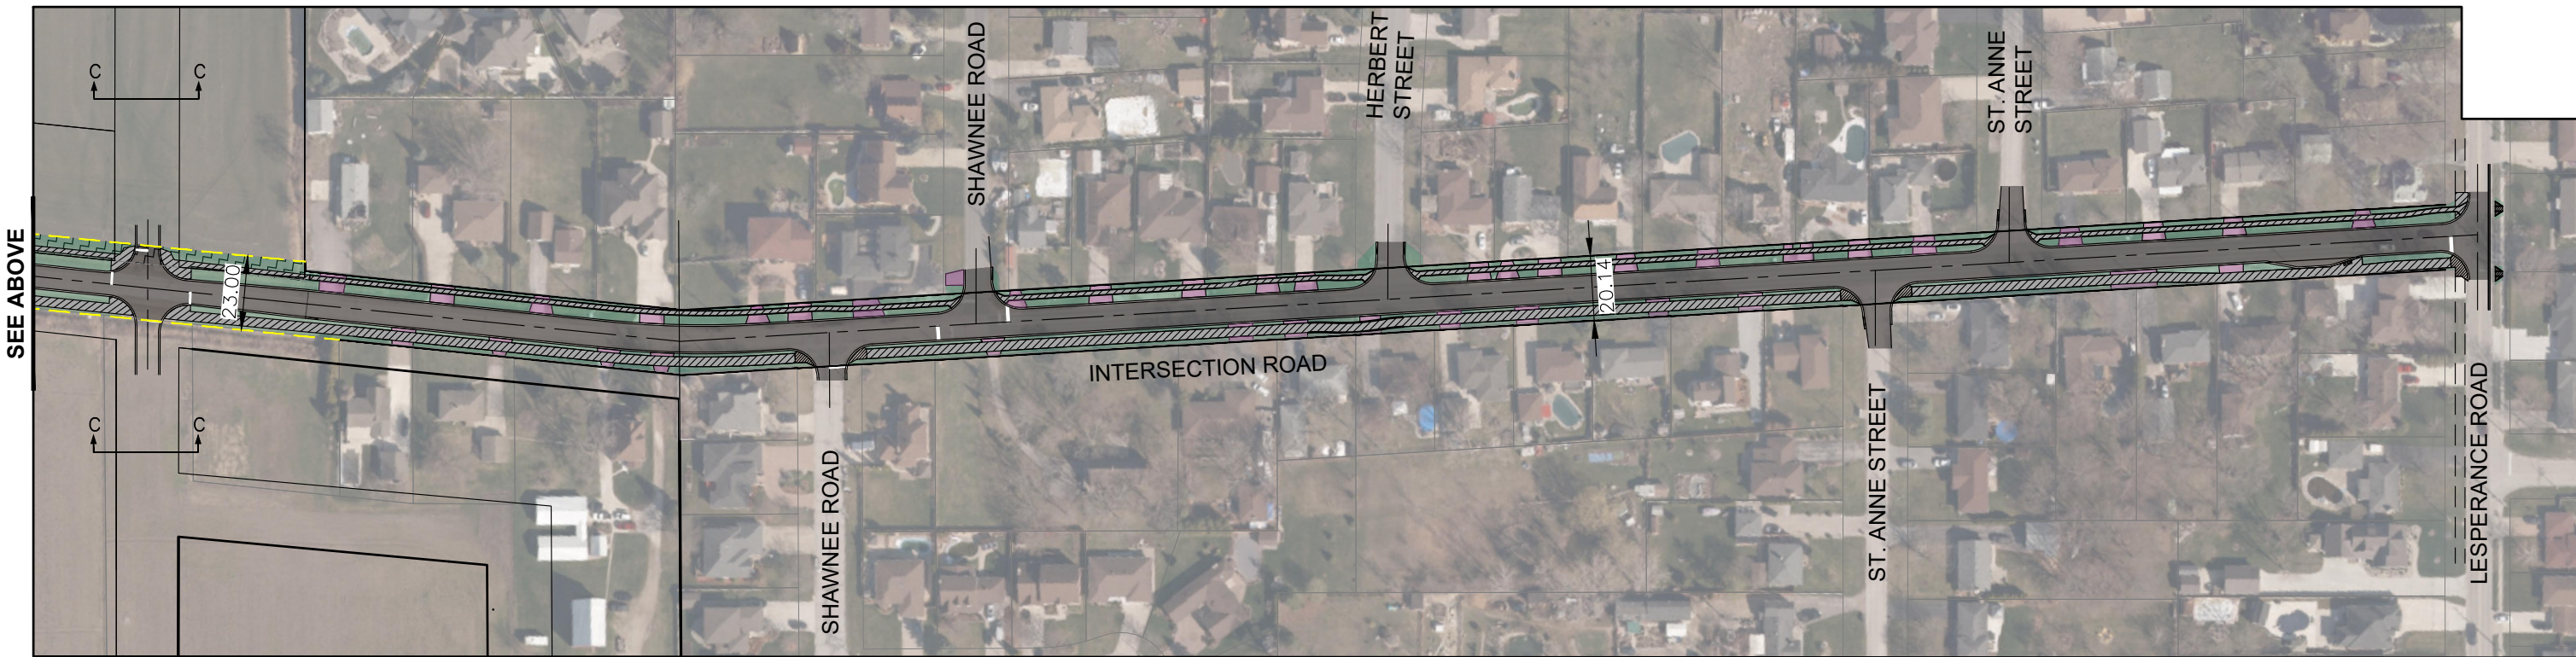 C C
SHAWNEE ROAD
HERBERT
STREET
ST. ANNE
STREET
SEE ABOVE
23.00
20.14
INTERSECTION ROAD
C C
SHAWNEE ROAD
ST. ANNE STREET
LESPERANCE ROAD